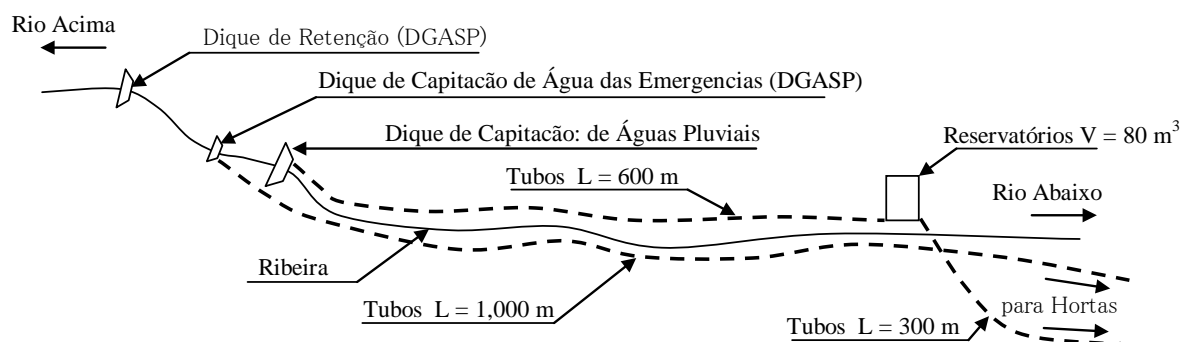 Rio Acima
Dique de Retenção (DGASP)
Dique de Capitacão de Água das Emergencias (DGASP)
Dique de Capitacão: de Águas Pluviais
Reservatórios V = 80 m³
Tubos L = 600 m
Rio Abaixo
Ribeira
Tubos L = 1,000 m
para Hortas
Tubos L = 300 m